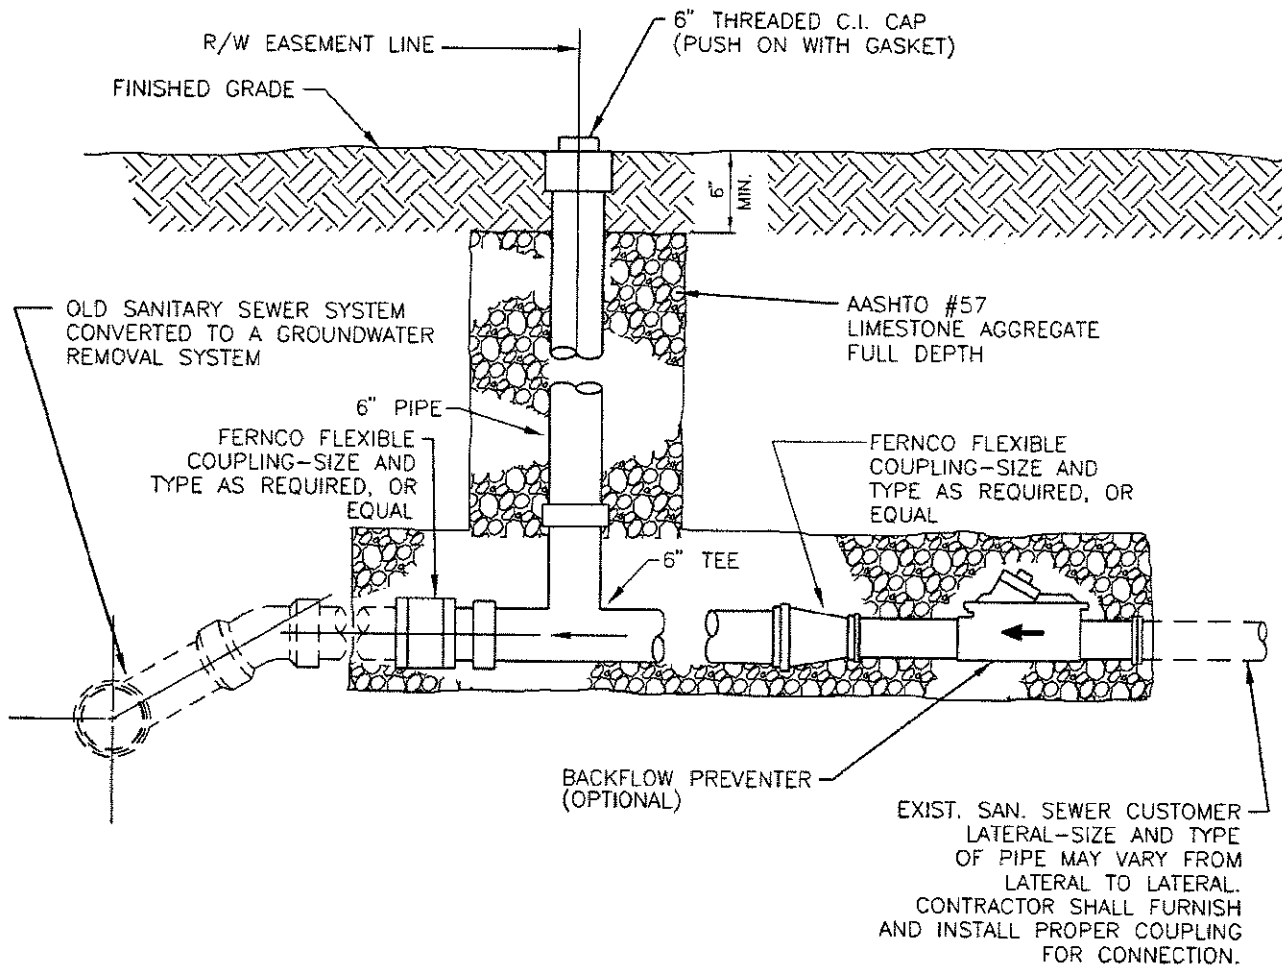 6" THREADED C.I. CAP
(PUSH ON WITH GASKET)
R/W EASEMENT LINE
FINISHED GRADE
6"
MIN.
OLD SANITARY SEWER SYSTEM
CONVERTED TO A GROUNDWATER
REMOVAL SYSTEM
AASHTO #57
LIMESTONE AGGREGATE
FULL DEPTH
6" PIPE
FERNCO FLEXIBLE
COUPLING-SIZE AND
TYPE AS REQUIRED, OR
EQUAL
FERNCO FLEXIBLE
COUPLING-SIZE AND
TYPE AS REQUIRED, OR
EQUAL
6" TEE
BACKFLOW PREVENTER
(OPTIONAL)
EXIST. SAN. SEWER CUSTOMER
LATERAL-SIZE AND TYPE
OF PIPE MAY VARY FROM
LATERAL TO LATERAL.
CONTRACTOR SHALL FURNISH
AND INSTALL PROPER COUPLING
FOR CONNECTION.